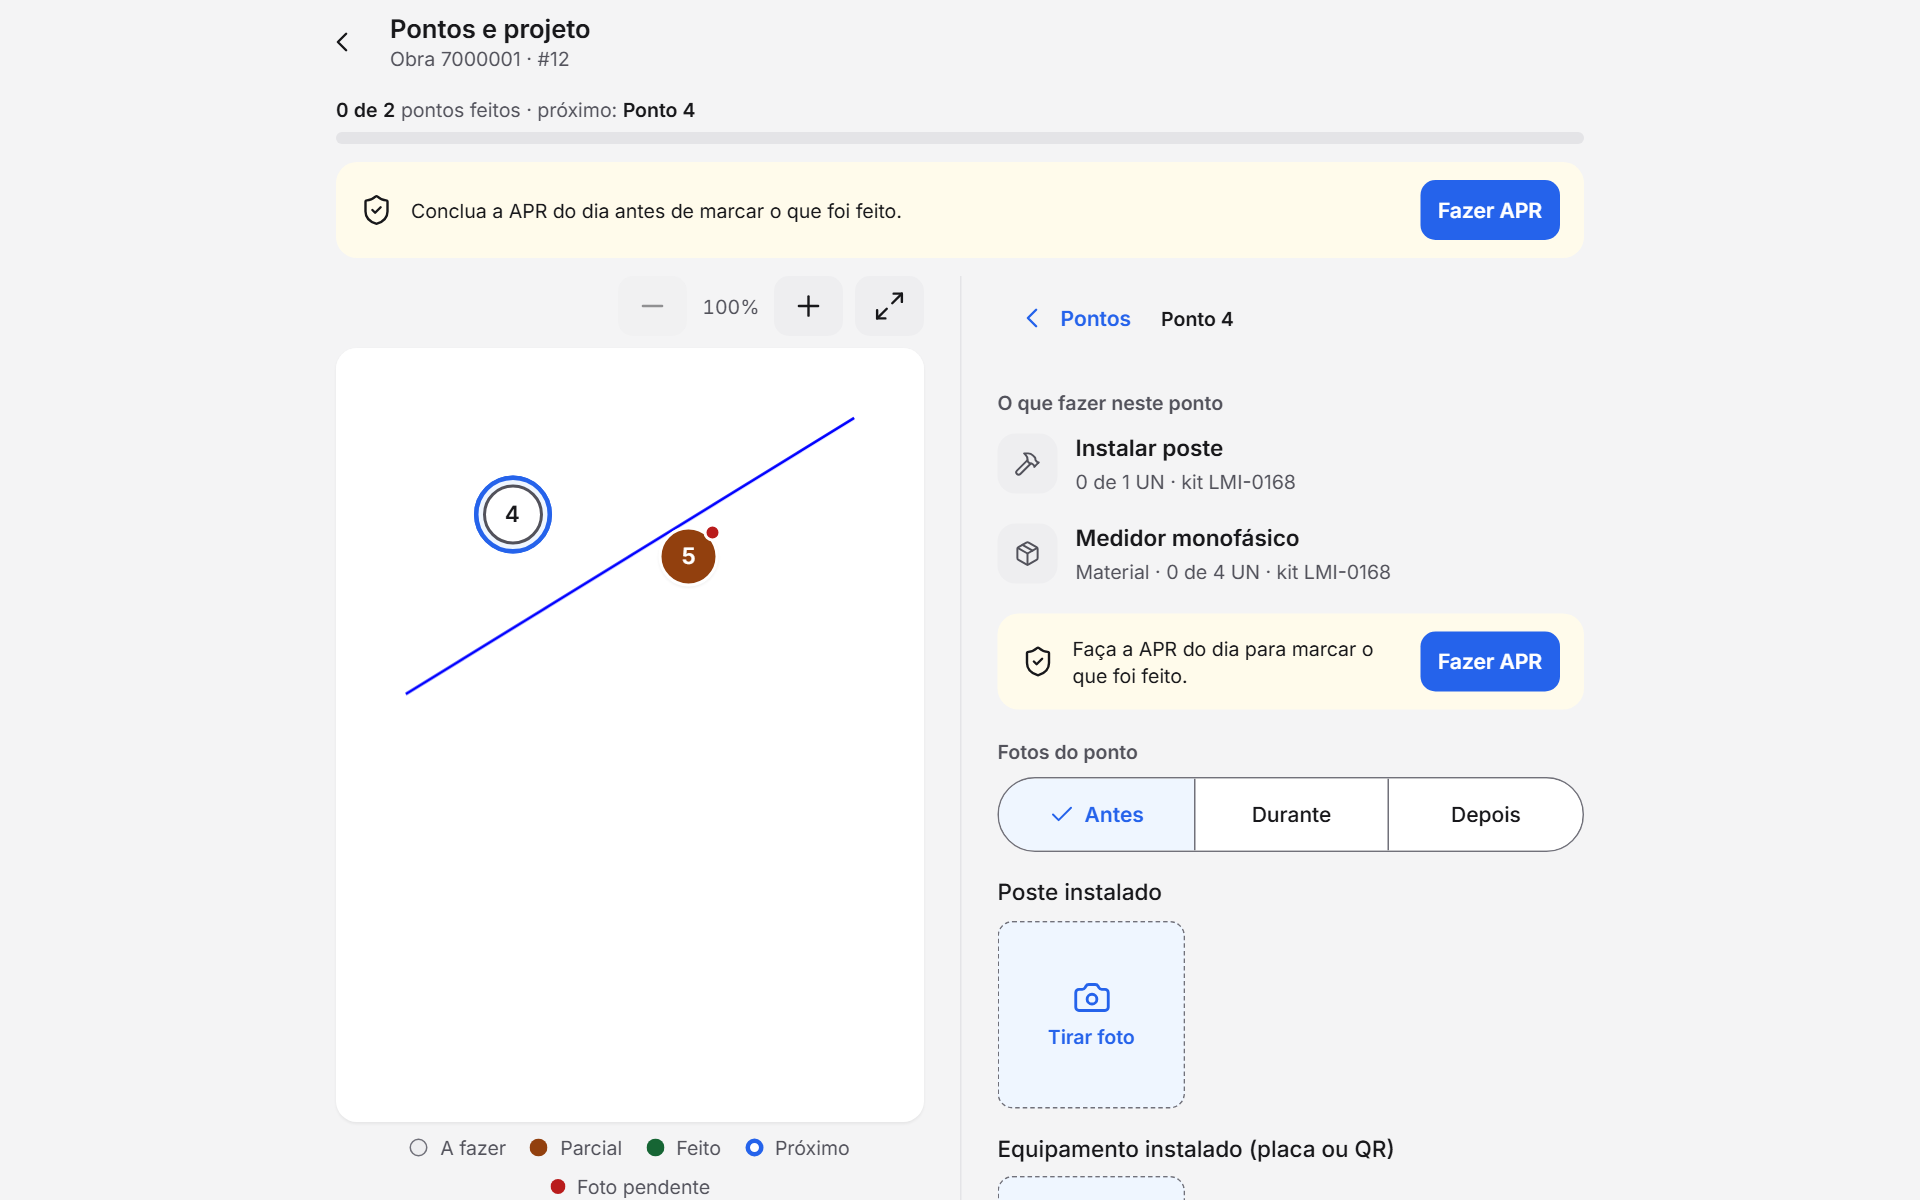 Pontos e projeto
Obra 7000001 · #12
0 de 2 pontos feitos · próximo: Ponto 4
Conclua a APR do dia antes de marcar o que foi feito.
Fazer APR
100%
4
5
A fazer
Parcial
Feito
Próximo
Foto pendente
Pontos
Ponto 4
O que fazer neste ponto
Instalar poste
0 de 1 UN · kit LMI-0168
Medidor monofásico
Material · 0 de 4 UN · kit LMI-0168
Faça a APR do dia para marcar o
que foi feito.
Fazer APR
Fotos do ponto
Antes
Durante
Depois
Poste instalado
Tirar foto
Equipamento instalado (placa ou QR)